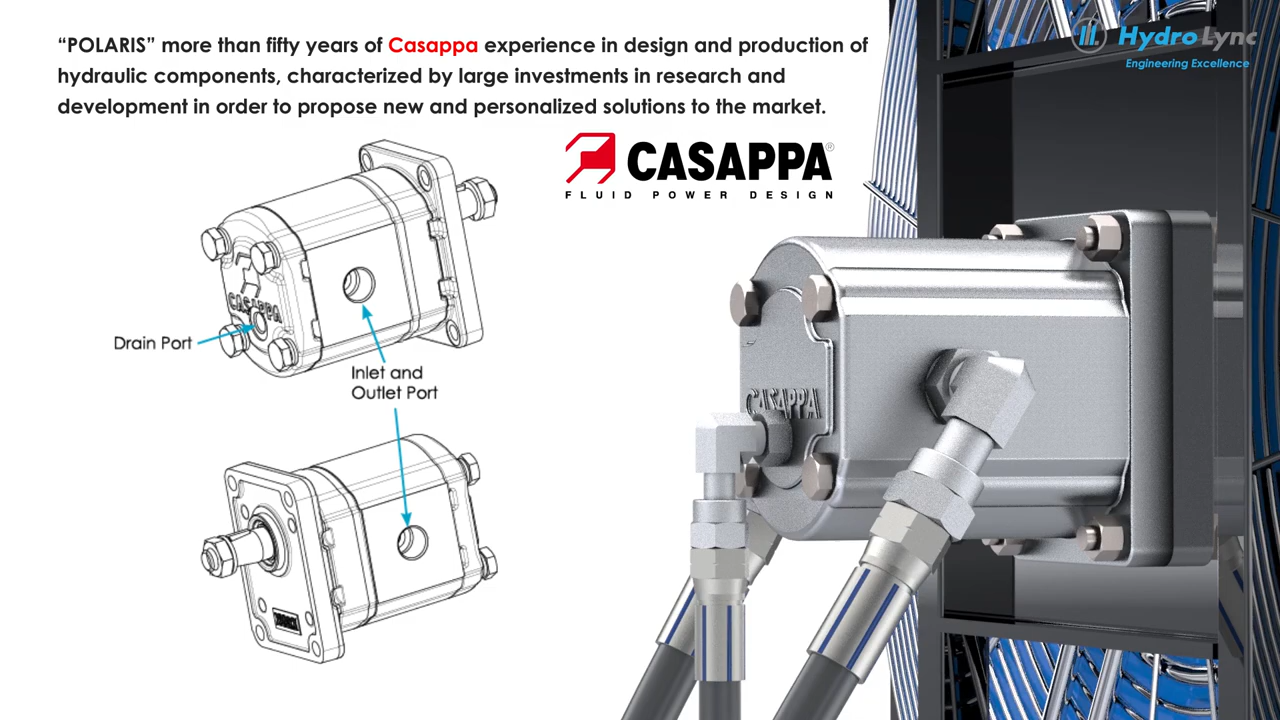 “POLARIS” more than fifty years of Casappa experience in design and production of
hydraulic components, characterized by large investments in research and
development in order to propose new and personalized solutions to the market.
Hydro Lync
Engineering Excellence
CASAPPA®
FLUID POWER DESIGN
CASAPPA
Drain Port
Inlet and
Outlet Port
CASAPPA